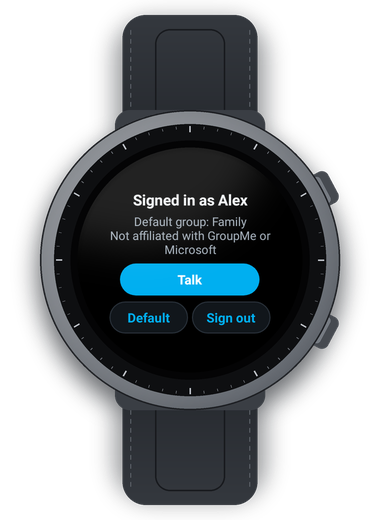 Signed in as Alex
Default group: Family
Not affiliated with GroupMe or
Microsoft
Talk
Default
Sign out